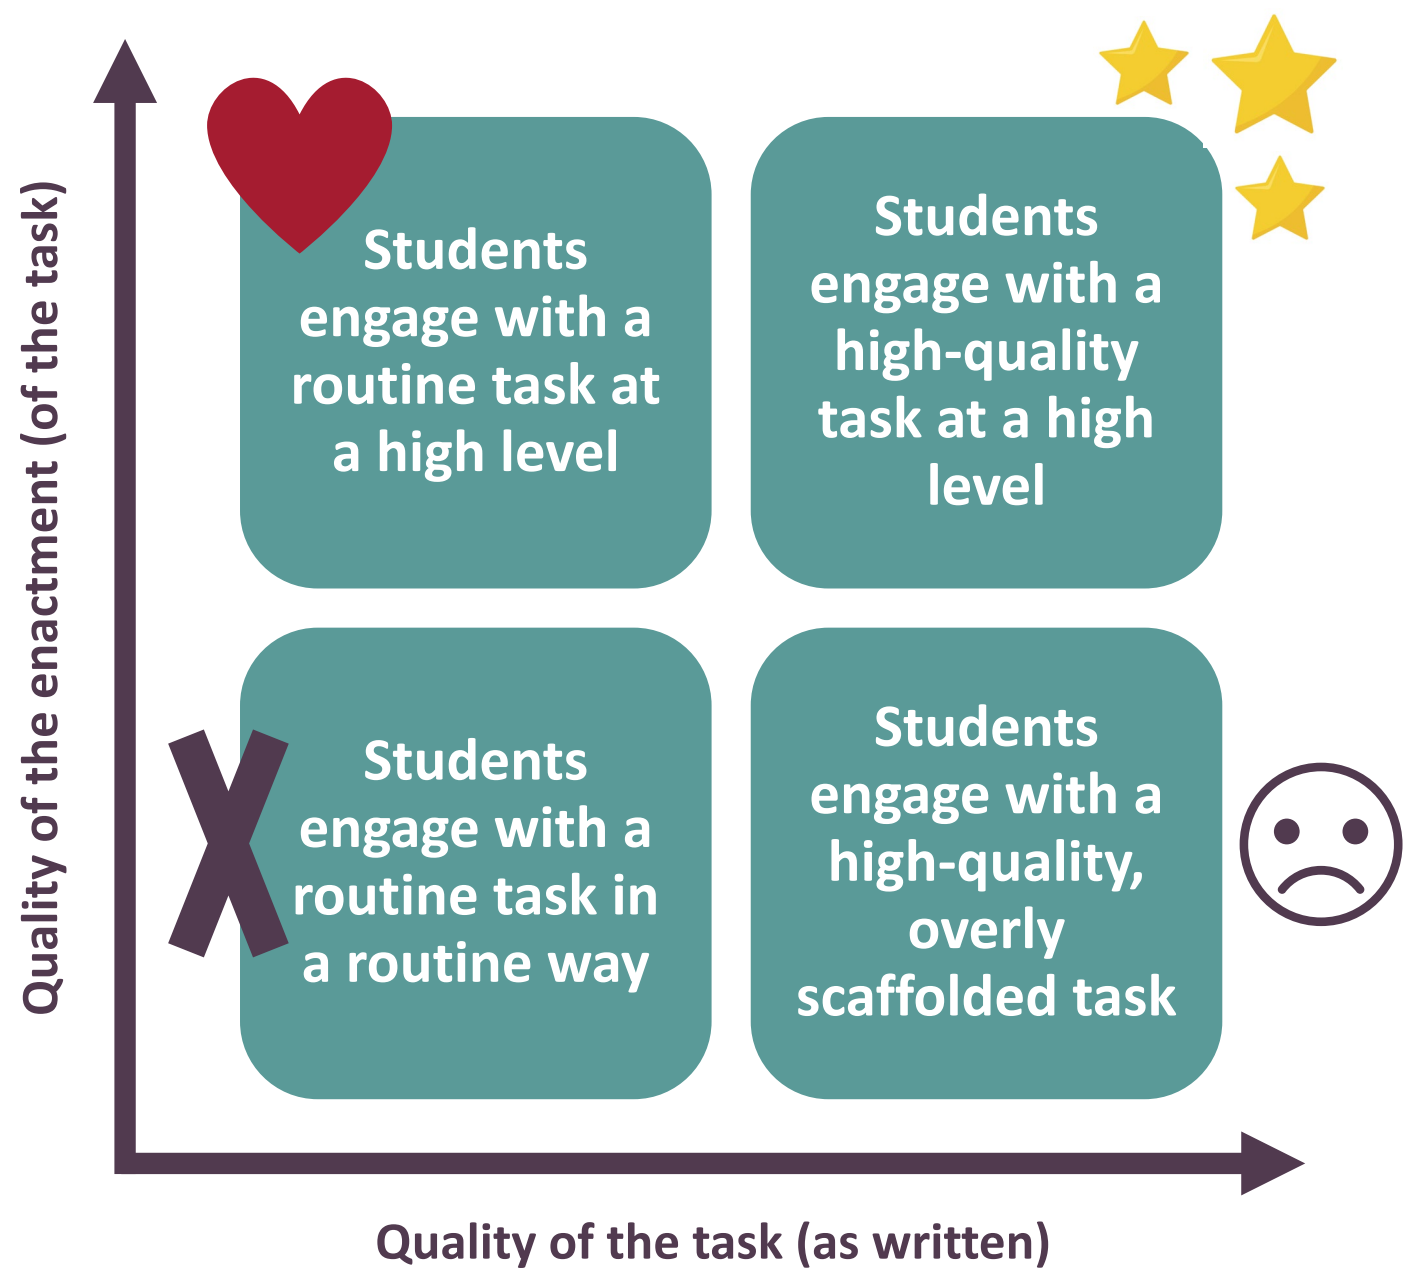 Quality of the enactment (of the task)
Students
engage with a
routine task at
a high level
Students
engage with a
high-quality
task at a high
level
Students
engage with a
routine task in
a routine way
Students
engage with a
high-quality,
overly
scaffolded task
Quality of the task (as written)